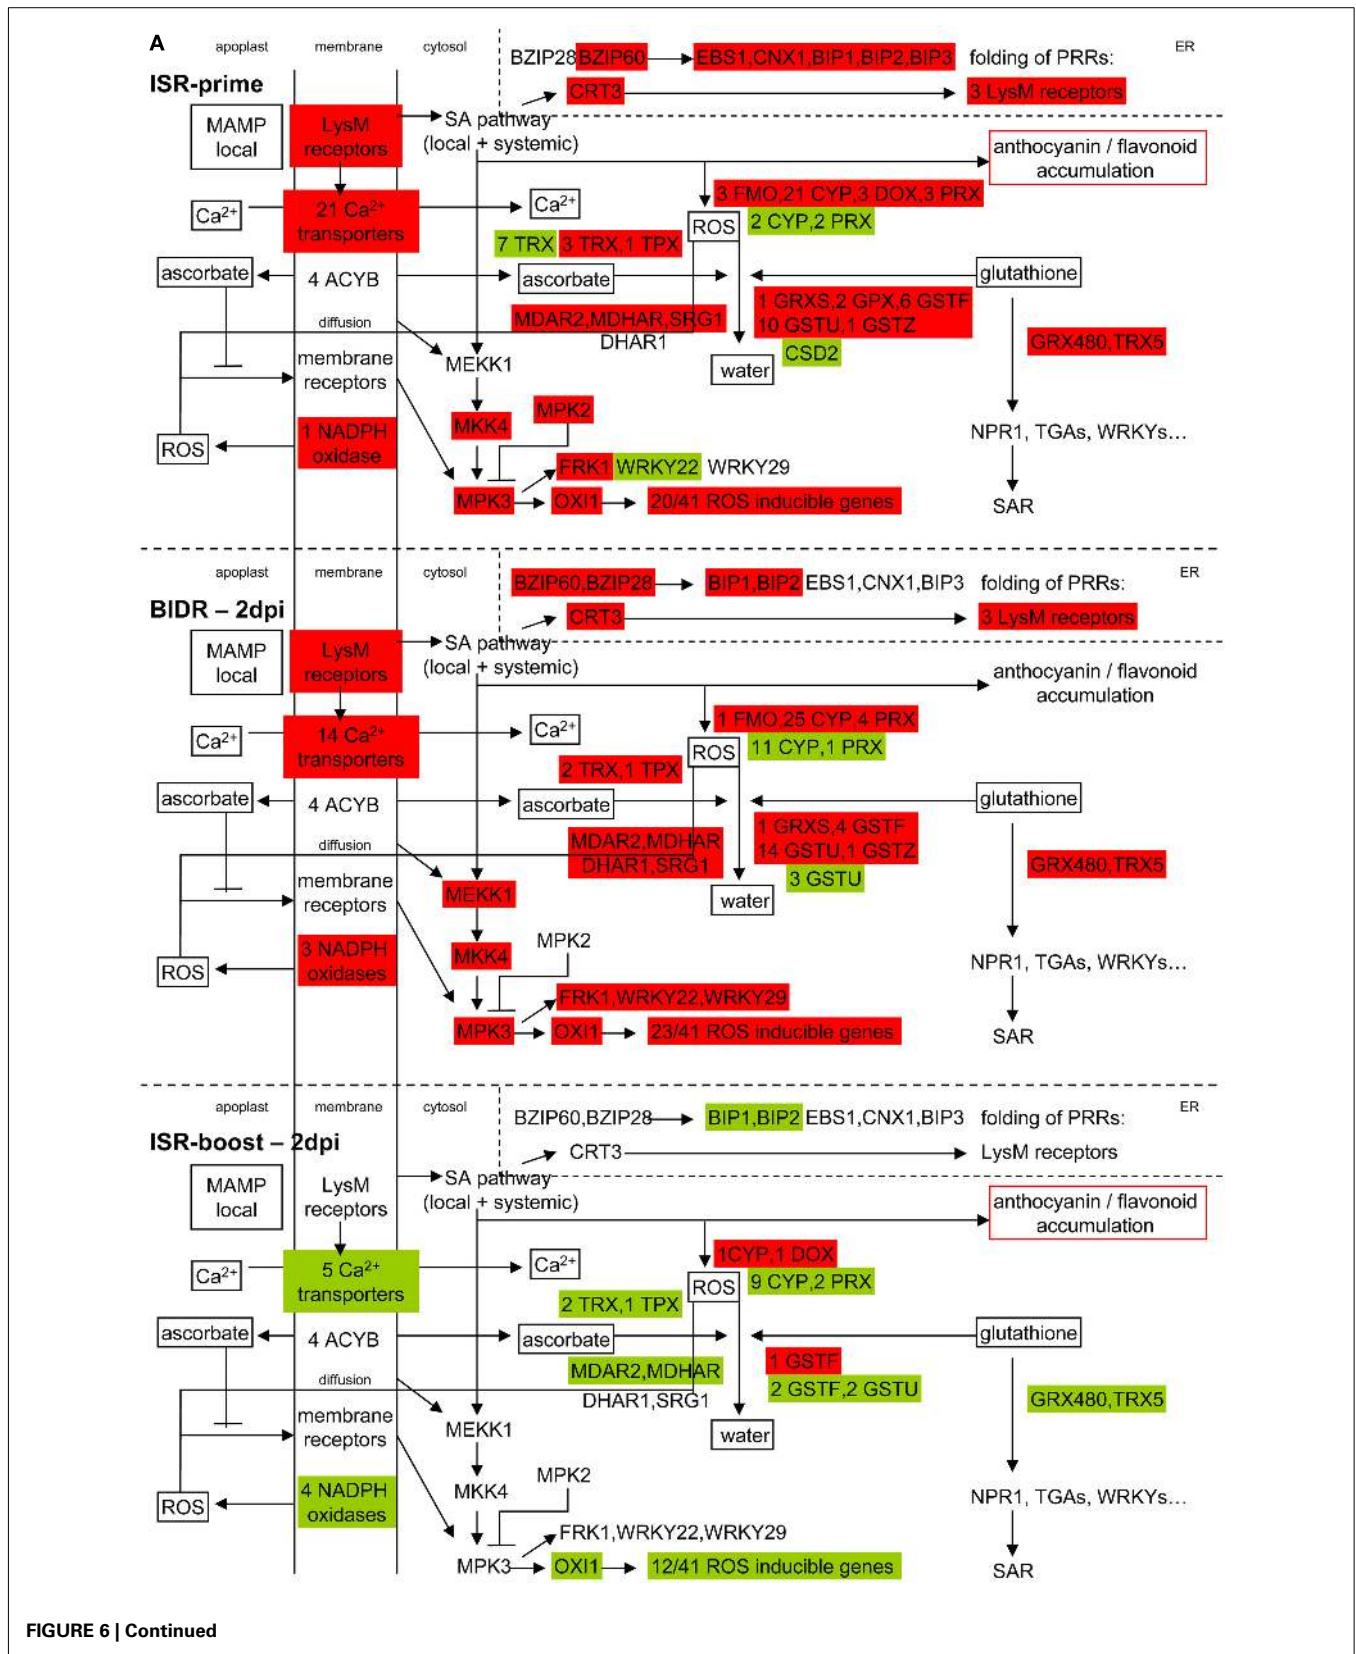 A
apoplast
membrane
cytosol
BZIP28 BZIP60
EBS1,CNX1,BIP1,BIP2,BIP3
folding of PRRs:
ER
ISR-prime
CRT3
3 LysM receptors
MAMP
local
LysM
receptors
SA pathway
(local + systemic)
anthocyanin / flavonoid
accumulation
Ca2+
21 Ca2+
transporters
Ca2+
3 FMO,21 CYP,3 DOX,3 PRX
ROS
2 CYP,2 PRX
7 TRX
3 TRX,1 TPX
ascorbate
4 ACYB
ascorbate
glutathione
1 GRXS,2 GPX,6 GSTF
10 GSTU,1 GSTZ
MDAR2,MDHAR,SRG1
DHAR1
CSD2
GRX480,TRX5
diffusion
membrane
receptors
MEKK1
water
MKK4
MPK2
ROS
1 NADPH
oxidase
NPR1, TGAs, WRKYs...
FRK1 WRKY22 WRKY29
MPK3
OXI1
20/41 ROS inducible genes
SAR
apoplast
membrane
cytosol
BZIP60,BZIP28
BIP1,BIP2 EBS1,CNX1,BIP3
folding of PRRs:
ER
BIDR – 2dpi
CRT3
3 LysM receptors
MAMP
local
LysM
receptors
SA pathway
(local + systemic)
anthocyanin / flavonoid
accumulation
Ca2+
14 Ca2+
transporters
Ca2+
1 FMO,25 CYP,4 PRX
ROS
11 CYP,1 PRX
2 TRX,1 TPX
ascorbate
4 ACYB
ascorbate
glutathione
1 GRXS,4 GSTF
14 GSTU,1 GSTZ
MDAR2,MDHAR
DHAR1,SRG1
3 GSTU
GRX480,TRX5
diffusion
membrane
receptors
MEKK1
water
MKK4
MPK2
ROS
3 NADPH
oxidases
NPR1, TGAs, WRKYs...
FRK1,WRKY22,WRKY29
MPK3
OXI1
23/41 ROS inducible genes
SAR
apoplast
membrane
cytosol
BZIP60,BZIP28
BIP1,BIP2 EBS1,CNX1,BIP3
folding of PRRs:
ER
ISR-boost – 2dpi
CRT3
LysM receptors
MAMP
local
LysM
receptors
SA pathway
(local + systemic)
anthocyanin / flavonoid
accumulation
Ca2+
5 Ca2+
transporters
Ca2+
1CYP,1 DOX
ROS
9 CYP,2 PRX
2 TRX,1 TPX
ascorbate
4 ACYB
ascorbate
glutathione
1 GSTF
2 GSTF,2 GSTU
MDAR2,MDHAR
DHAR1,SRG1
GRX480,TRX5
diffusion
membrane
receptors
MEKK1
water
MKK4
MPK2
ROS
4 NADPH
oxidases
NPR1, TGAs, WRKYs...
FRK1,WRKY22,WRKY29
MPK3
OXI1
12/41 ROS inducible genes
SAR
FIGURE 6 | Continued